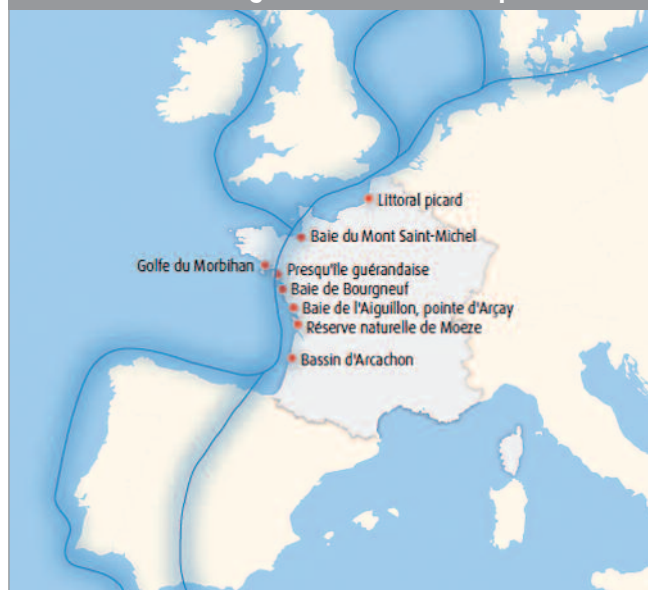 Littoral picard
Baie du Mont Saint-Michel
Golfe du Morbihan
Presqu'île guérandaise
Baie de Bourgneuf
Baie de l'Aiguillon, pointe d'Arçay
Réserve naturelle de Moeze
Bassin d'Arcachon